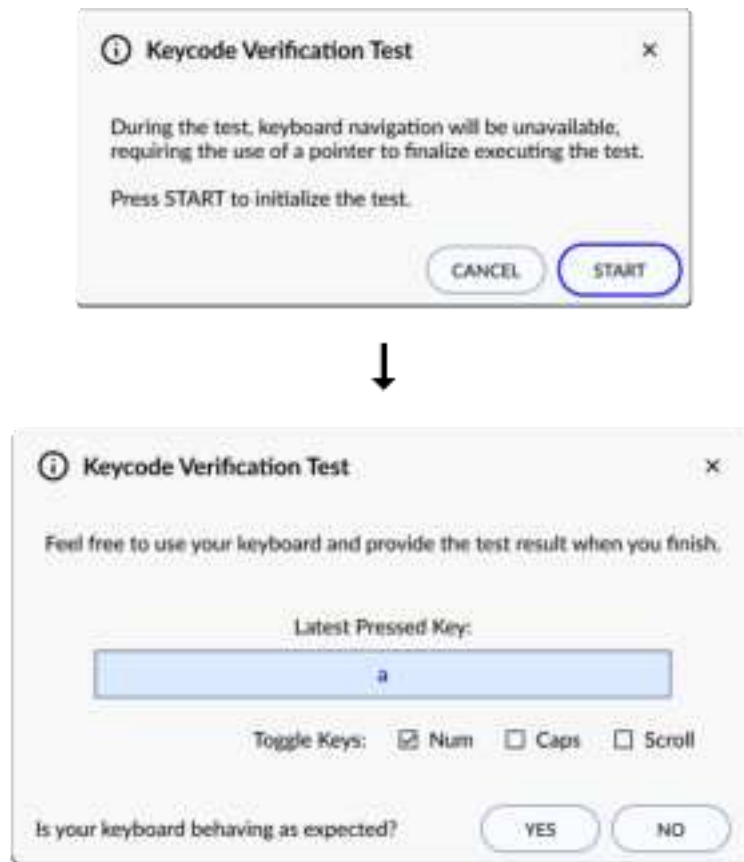 Keycode Verification Test
During the test, keyboard navigation will be unavailable,
requiring the use of a pointer to finalize executing the test.
Press START to initialize the test.
CANCEL START
Keycode Verification Test
Feel free to use your keyboard and provide the test result when you finish.
Latest Pressed Key:
a
Toggle Keys: Num Caps Scroll
Is your keyboard behaving as expected? YES NO